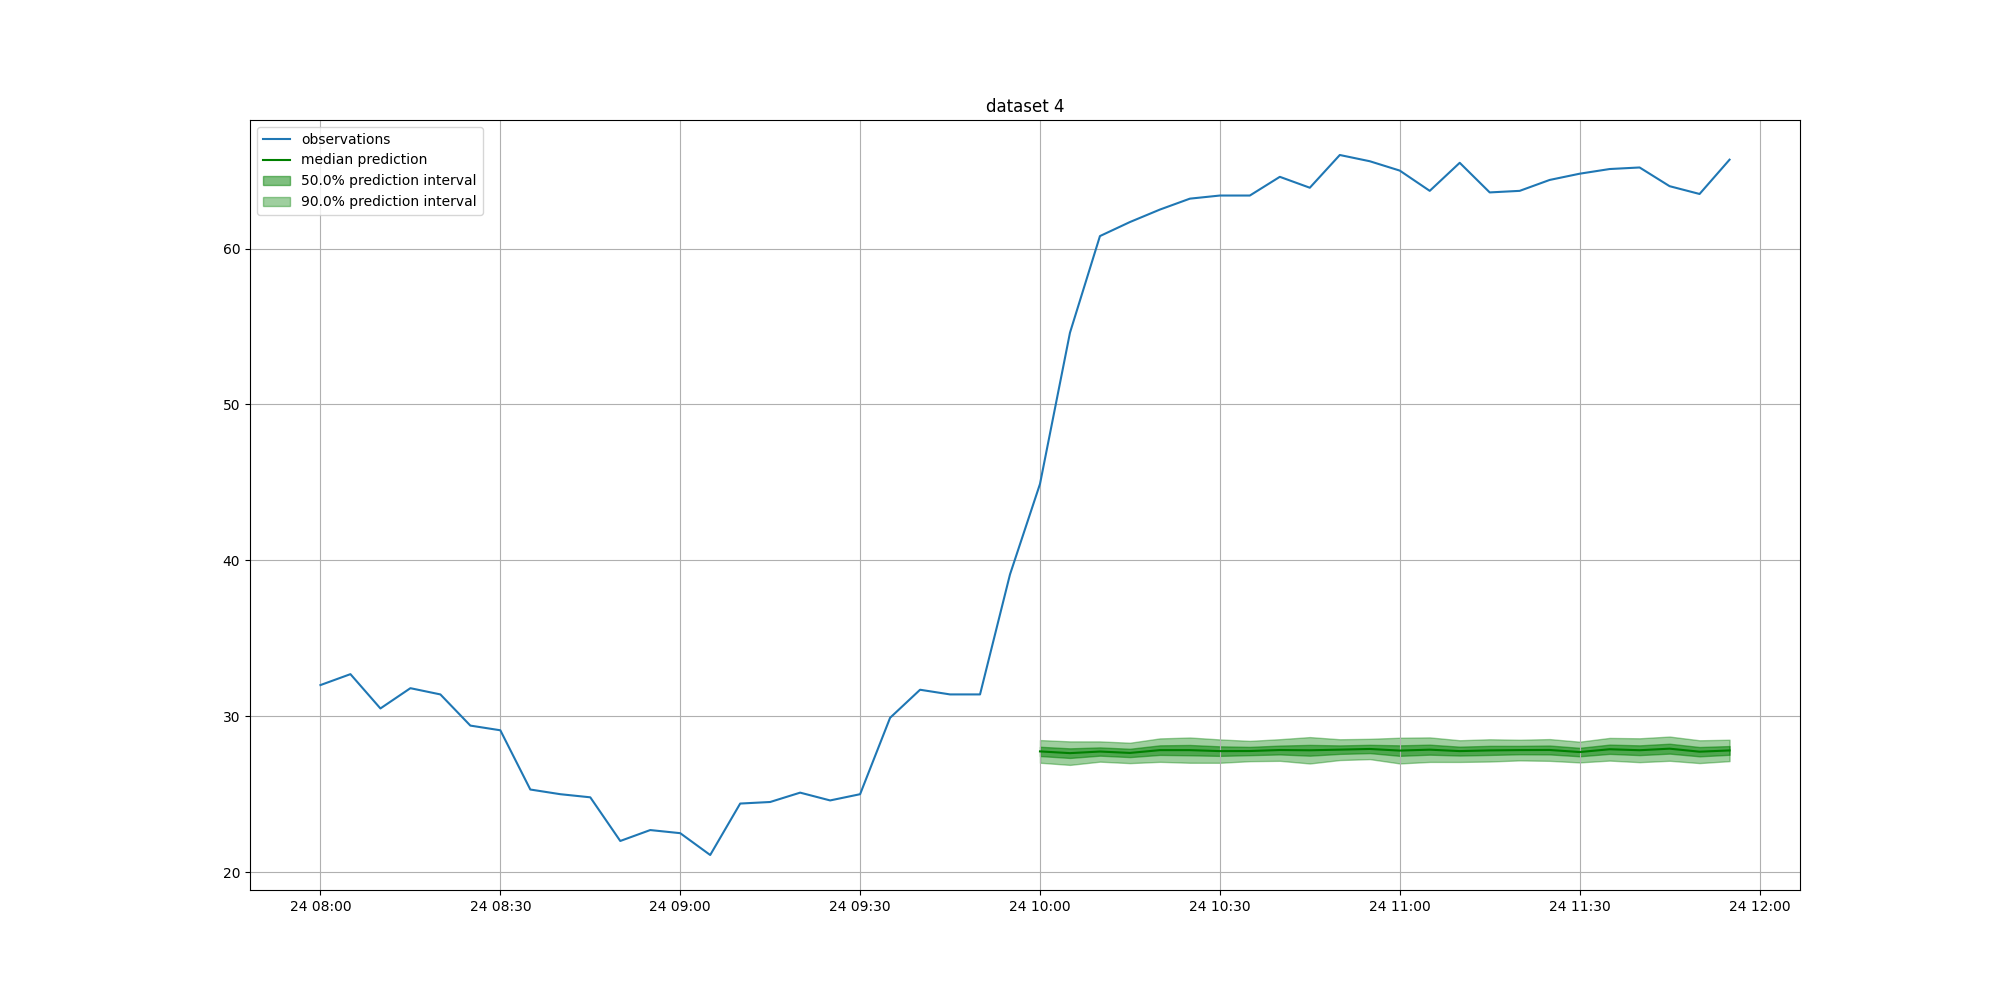 dataset 4
observations
median prediction
50.0% prediction interval
90.0% prediction interval
60
50
40
30
20
24 08:00 24 08:30 24 09:00 24 09:30 24 10:00 24 10:30 24 11:00 24 11:30 24 12:00